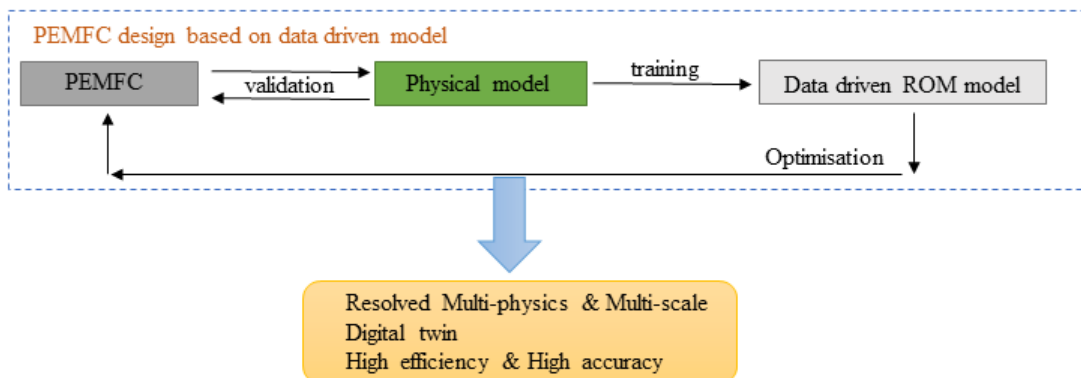 PEMFC design based on data driven model
PEMFC
validation
Physical model
training
Data driven ROM model
Optimisation
Resolved Multi-physics & Multi-scale
Digital twin
High efficiency & High accuracy